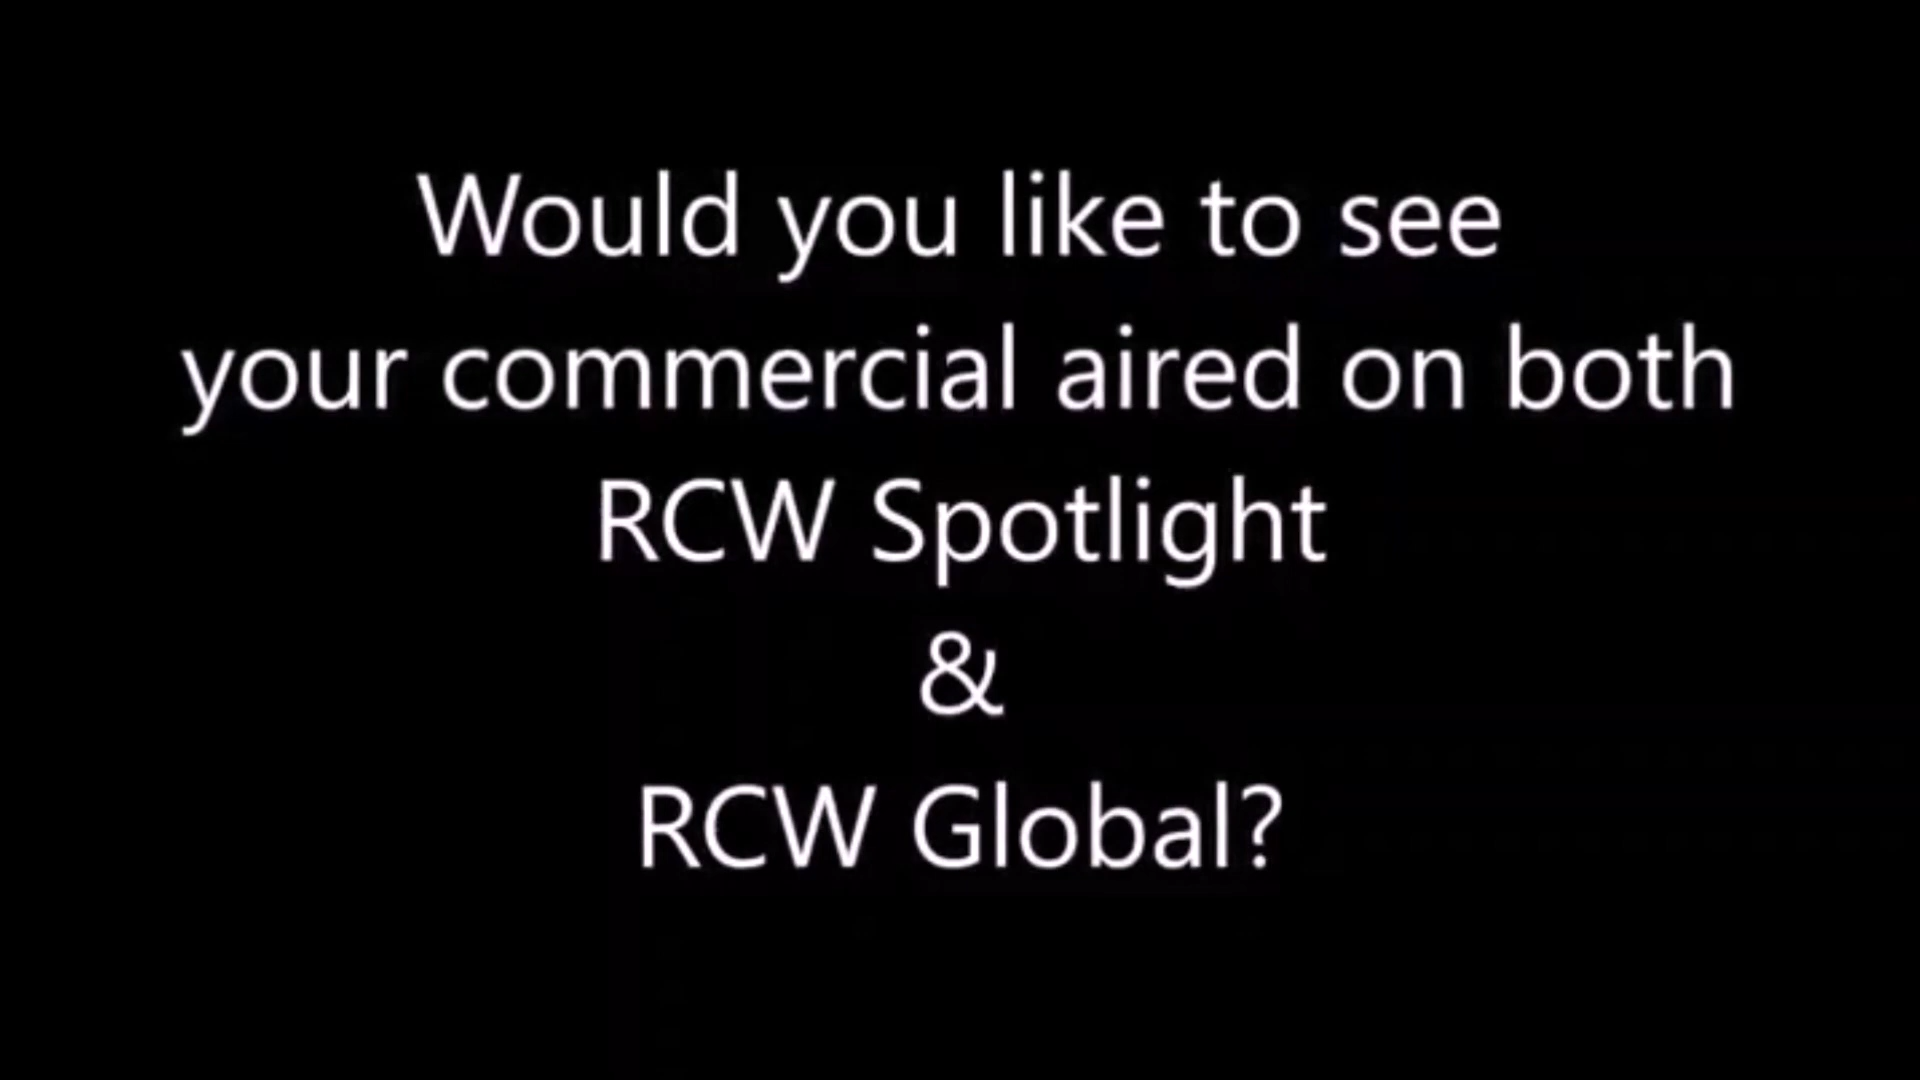 Would you like to see
your commercial aired on both
RCW Spotlight
&
RCW Global?